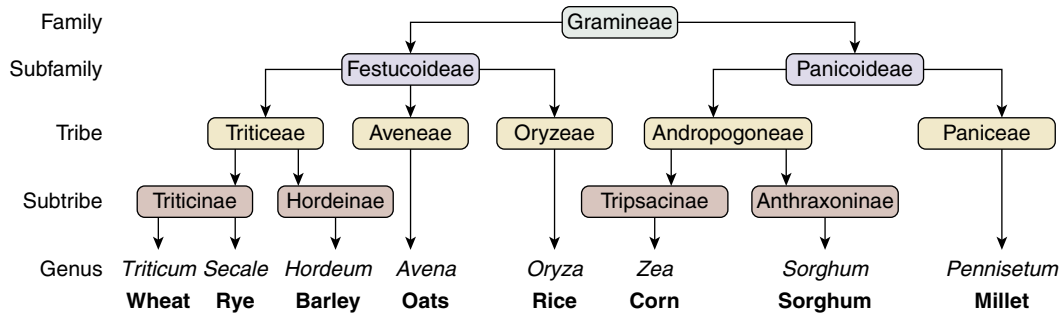 Family Gramineae
Subfamily Festucoideae Panicoideae
Tribe Triticeae Aveneae Oryzeae Andropogoneae Paniceae
Subtribe Triticinae Hordeinae Tripsacinae Anthraxoninae
Genus Triticum Secale Hordeum Avena Oryza Zea Sorghum Pennisetum
Wheat Rye Barley Oats Rice Corn Sorghum Millet